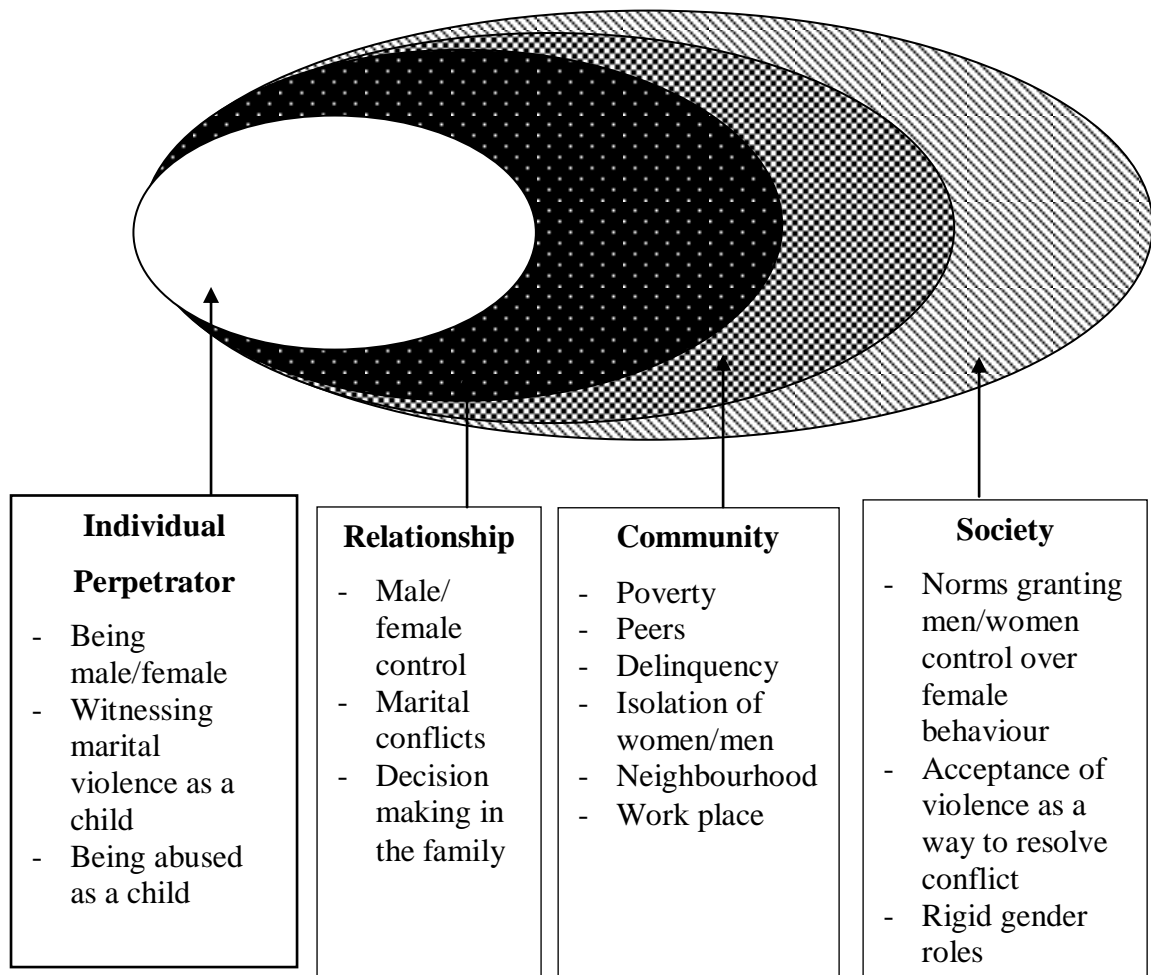 Individual
Perpetrator
- Being
male/female
- Witnessing
marital
violence as a
child
- Being abused
as a child
Relationship
- Male/
female
control
- Marital
conflicts
- Decision
making in
the family
Community
- Poverty
- Peers
- Delinquency
- Isolation of
women/men
- Neighbourhood
- Work place
Society
- Norms granting
men/women
control over
female
behaviour
- Acceptance of
violence as a
way to resolve
conflict
- Rigid gender
roles